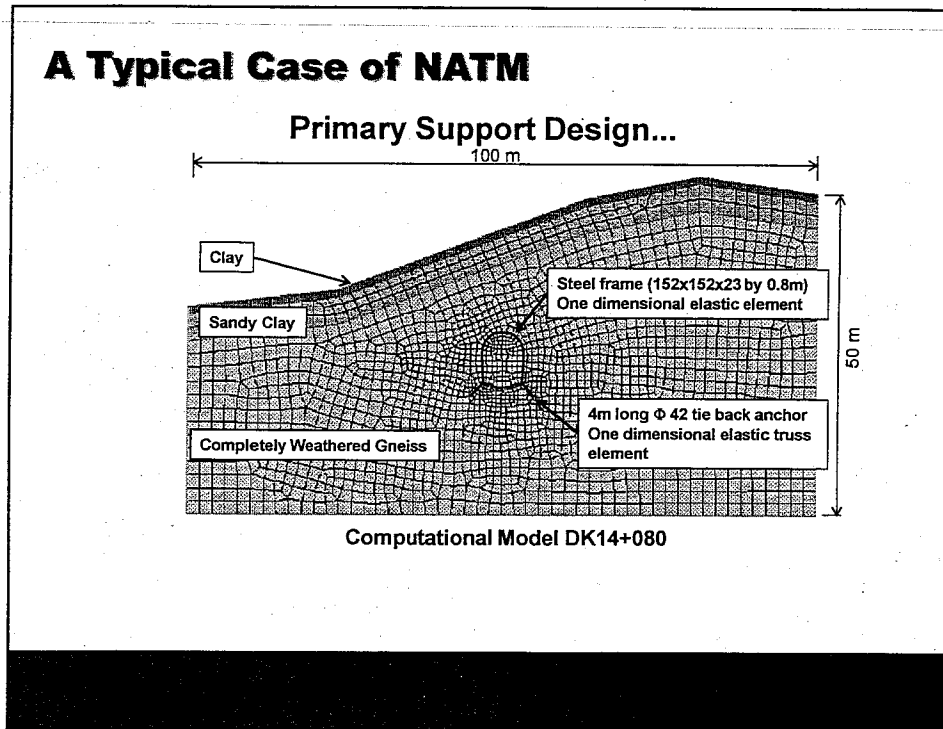 A Typical Case of NATM
Primary Support Design...
100 m
Clay
Steel frame (152x152x23 by 0.8m)
One dimensional elastic element
Sandy Clay
50 m
4m long Φ 42 tie back anchor
One dimensional elastic truss
element
Completely Weathered Gneiss
Computational Model DK14+080